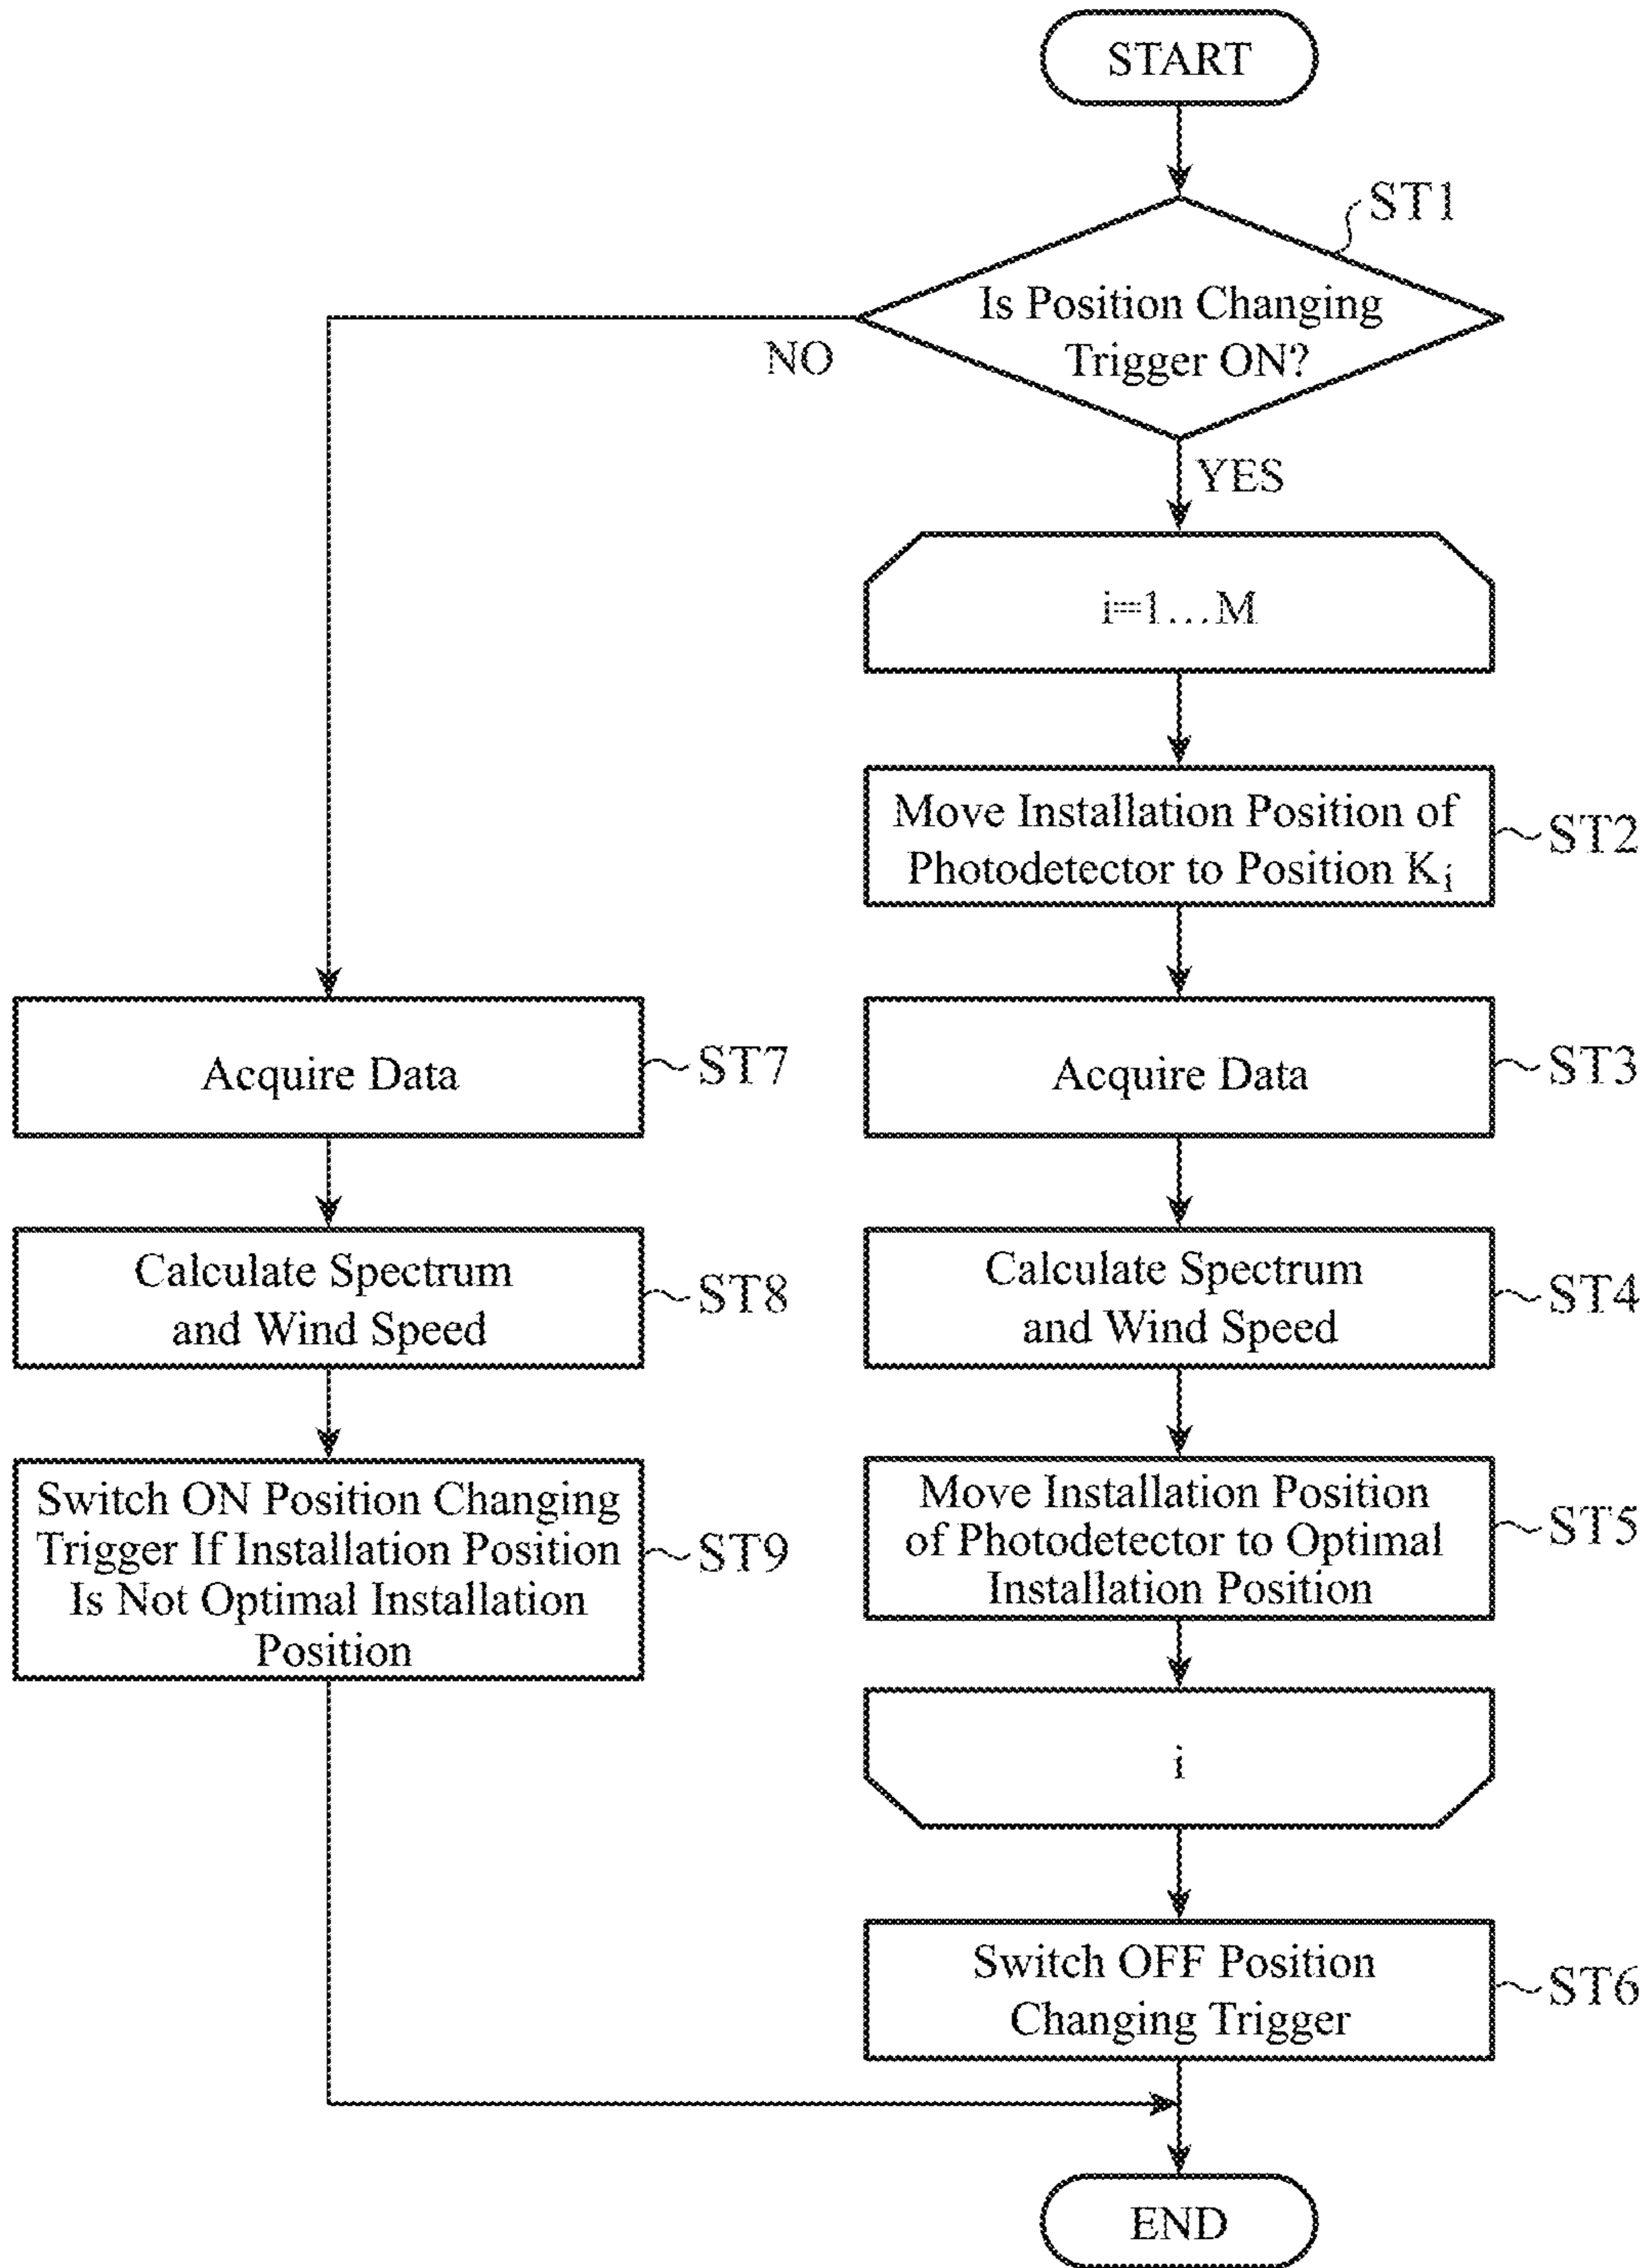 START
ST1
Is Position Changing
Trigger ON?
NO
YES
i=1...M
Move Installation Position of
Photodetector to Position Ki
ST2
Acquire Data
ST7
Acquire Data
ST3
Calculate Spectrum
and Wind Speed
ST8
Calculate Spectrum
and Wind Speed
ST4
Switch ON Position Changing
Trigger If Installation Position
Is Not Optimal Installation
Position
ST9
Move Installation Position
of Photodetector to Optimal
Installation Position
ST5
i
Switch OFF Position
Changing Trigger
ST6
END